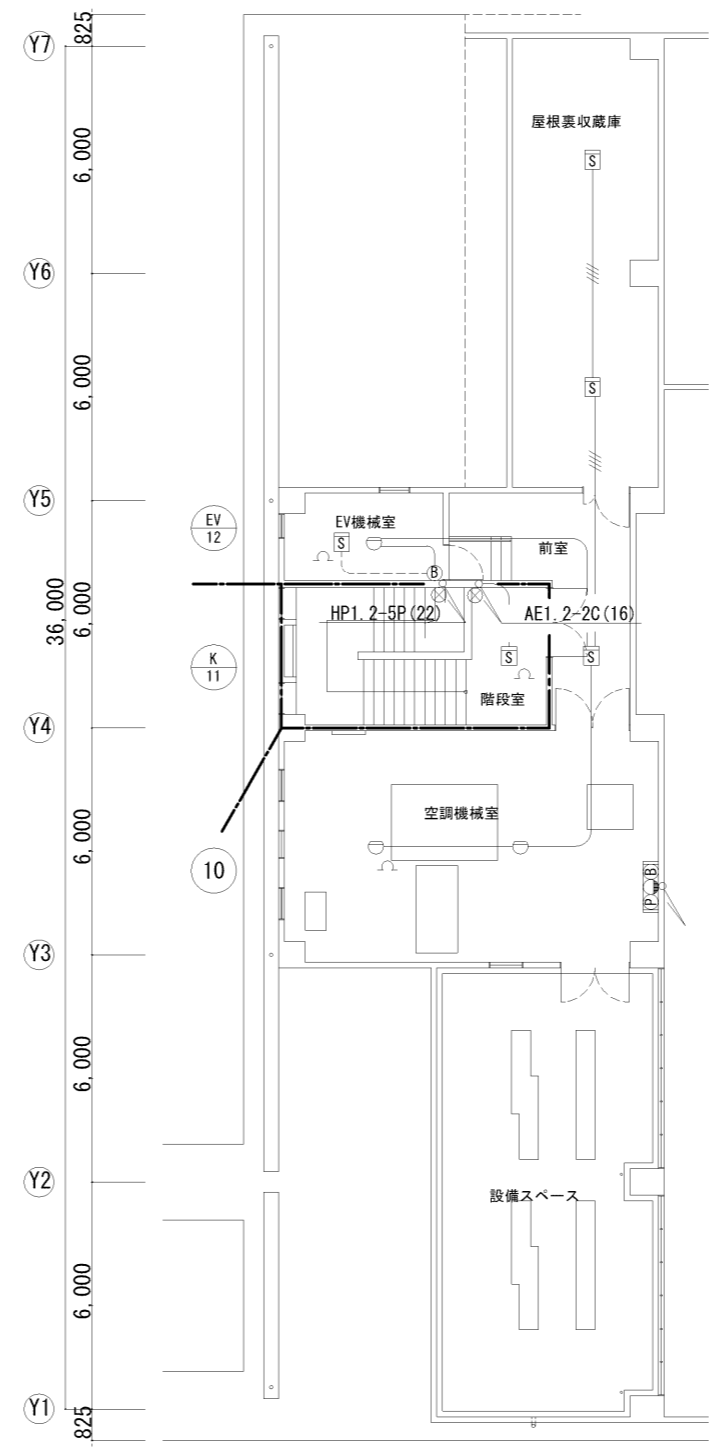 825
Y7
屋根裏収蔵庫
6,000
S
Y6
S
6,000
Y5
EV
12
EV機械室
S
前室
B
36,000
6,000
HP1.2-5P(22)
AE1.2-2C(16)
K
11
S
S
階段室
Y4
空調機械室
6,000
10
B
P
Y3
6,000
Y2
設備スペース
6,000
Y1
825